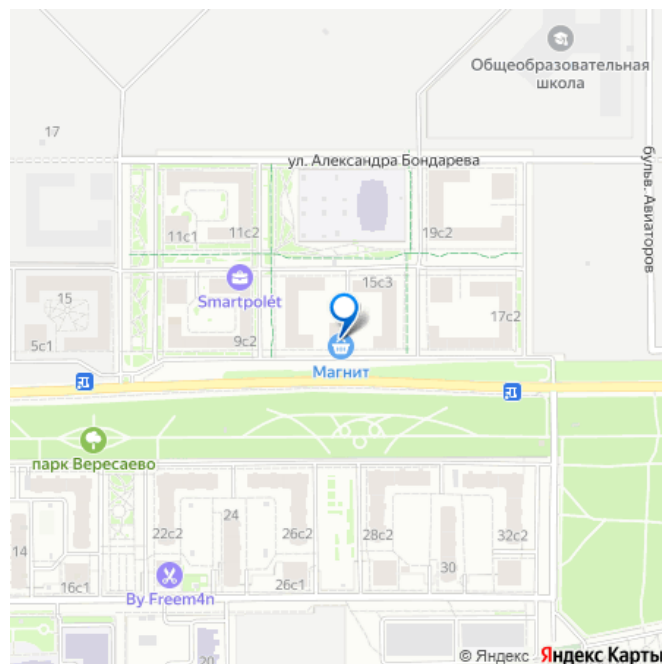 Общеобразовательная
школа
17
ул. Александра Бондарева
бульв. Авиаторов
11с1
11с2
19с2
Smartpolét
15с3
15
17с2
5с1
9с2
Магнит
парк Вересаево
24
22с2
26с2
28с2
32с2
14
30
16с1
26с1
By Freem4n
20
© Яндекс Яндекс Карты